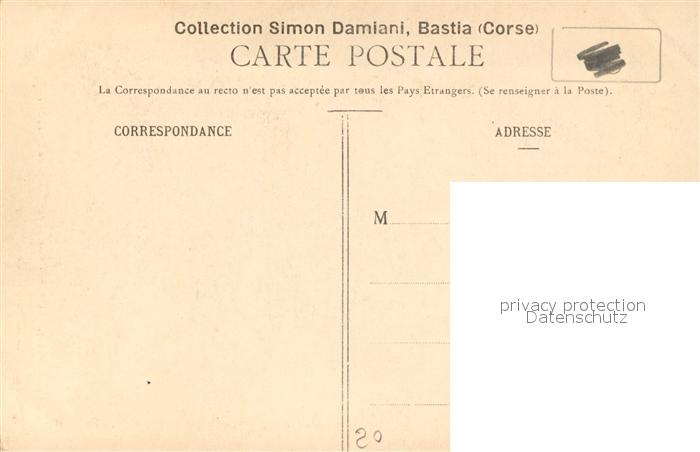 Collection Simon Damiani, Bastia (Corse)
CARTE POSTALE
La Correspondance au recto n'est pas acceptée par tous les Pays Etrangers. (Se renseigner à la Poste).
CORRESPONDANCE
ADRESSE
M
privacy protection
Datenschutz